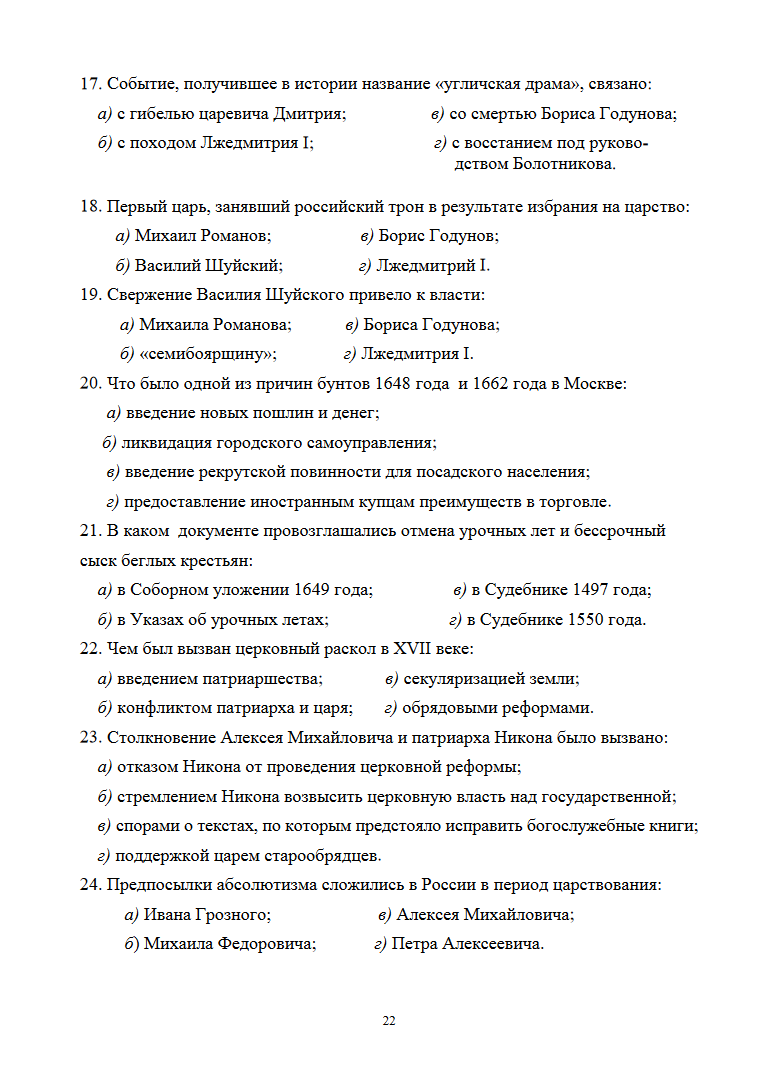 17. Событие, получившее в истории название «угличская драма», связано:
а) с гибелью царевича Дмитрия; в) со смертью Бориса Годунова;
б) с походом Лжедмитрия I; г) с восстанием под руково-
дством Болотникова.
18. Первый царь, занявший российский трон в результате избрания на царство:
а) Михаил Романов; в) Борис Годунов;
б) Василий Шуйский; г) Лжедмитрий I.
19. Свержение Василия Шуйского привело к власти:
а) Михаила Романова; в) Бориса Годунова;
б) «семибоярщину»; г) Лжедмитрия I.
20. Что было одной из причин бунтов 1648 года и 1662 года в Москве:
а) введение новых пошлин и денег;
б) ликвидация городского самоуправления;
в) введение рекрутской повинности для посадского населения;
г) предоставление иностранным купцам преимуществ в торговле.
21. В каком документе провозглашались отмена урочных лет и бессрочный
сыск беглых крестьян:
а) в Соборном уложении 1649 года; в) в Судебнике 1497 года;
б) в Указах об урочных летах; г) в Судебнике 1550 года.
22. Чем был вызван церковный раскол в XVII веке:
а) введением патриаршества; в) секуляризацией земли;
б) конфликтом патриарха и царя; г) обрядовыми реформами.
23. Столкновение Алексея Михайловича и патриарха Никона было вызвано:
а) отказом Никона от проведения церковной реформы;
б) стремлением Никона возвысить церковную власть над государственной;
в) спорами о текстах, по которым предстояло исправить богослужебные книги;
г) поддержкой царем старообрядцев.
24. Предпосылки абсолютизма сложились в России в период царствования:
а) Ивана Грозного; в) Алексея Михайловича;
б) Михаила Федоровича; г) Петра Алексеевича.
22